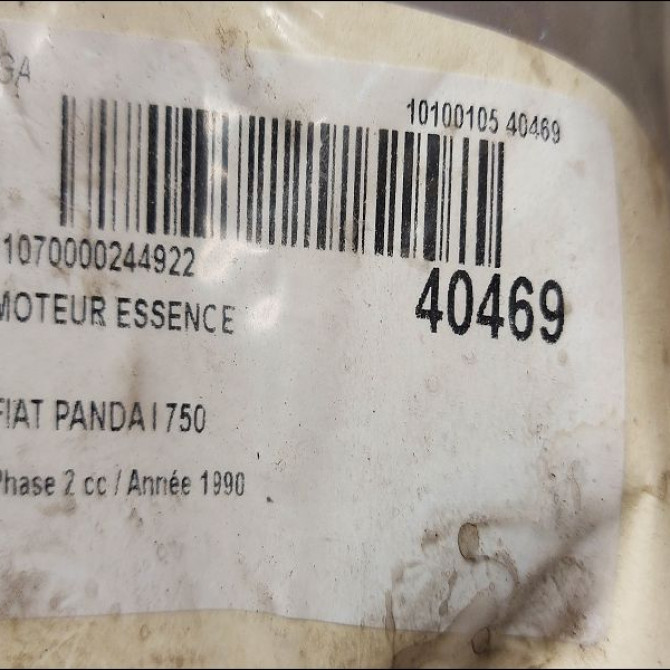 GA
10100105 40469
1070000244922
40469
MOTEUR ESSENCE
FIAT PANDA I 750
Phase 2 cc / Année 1990